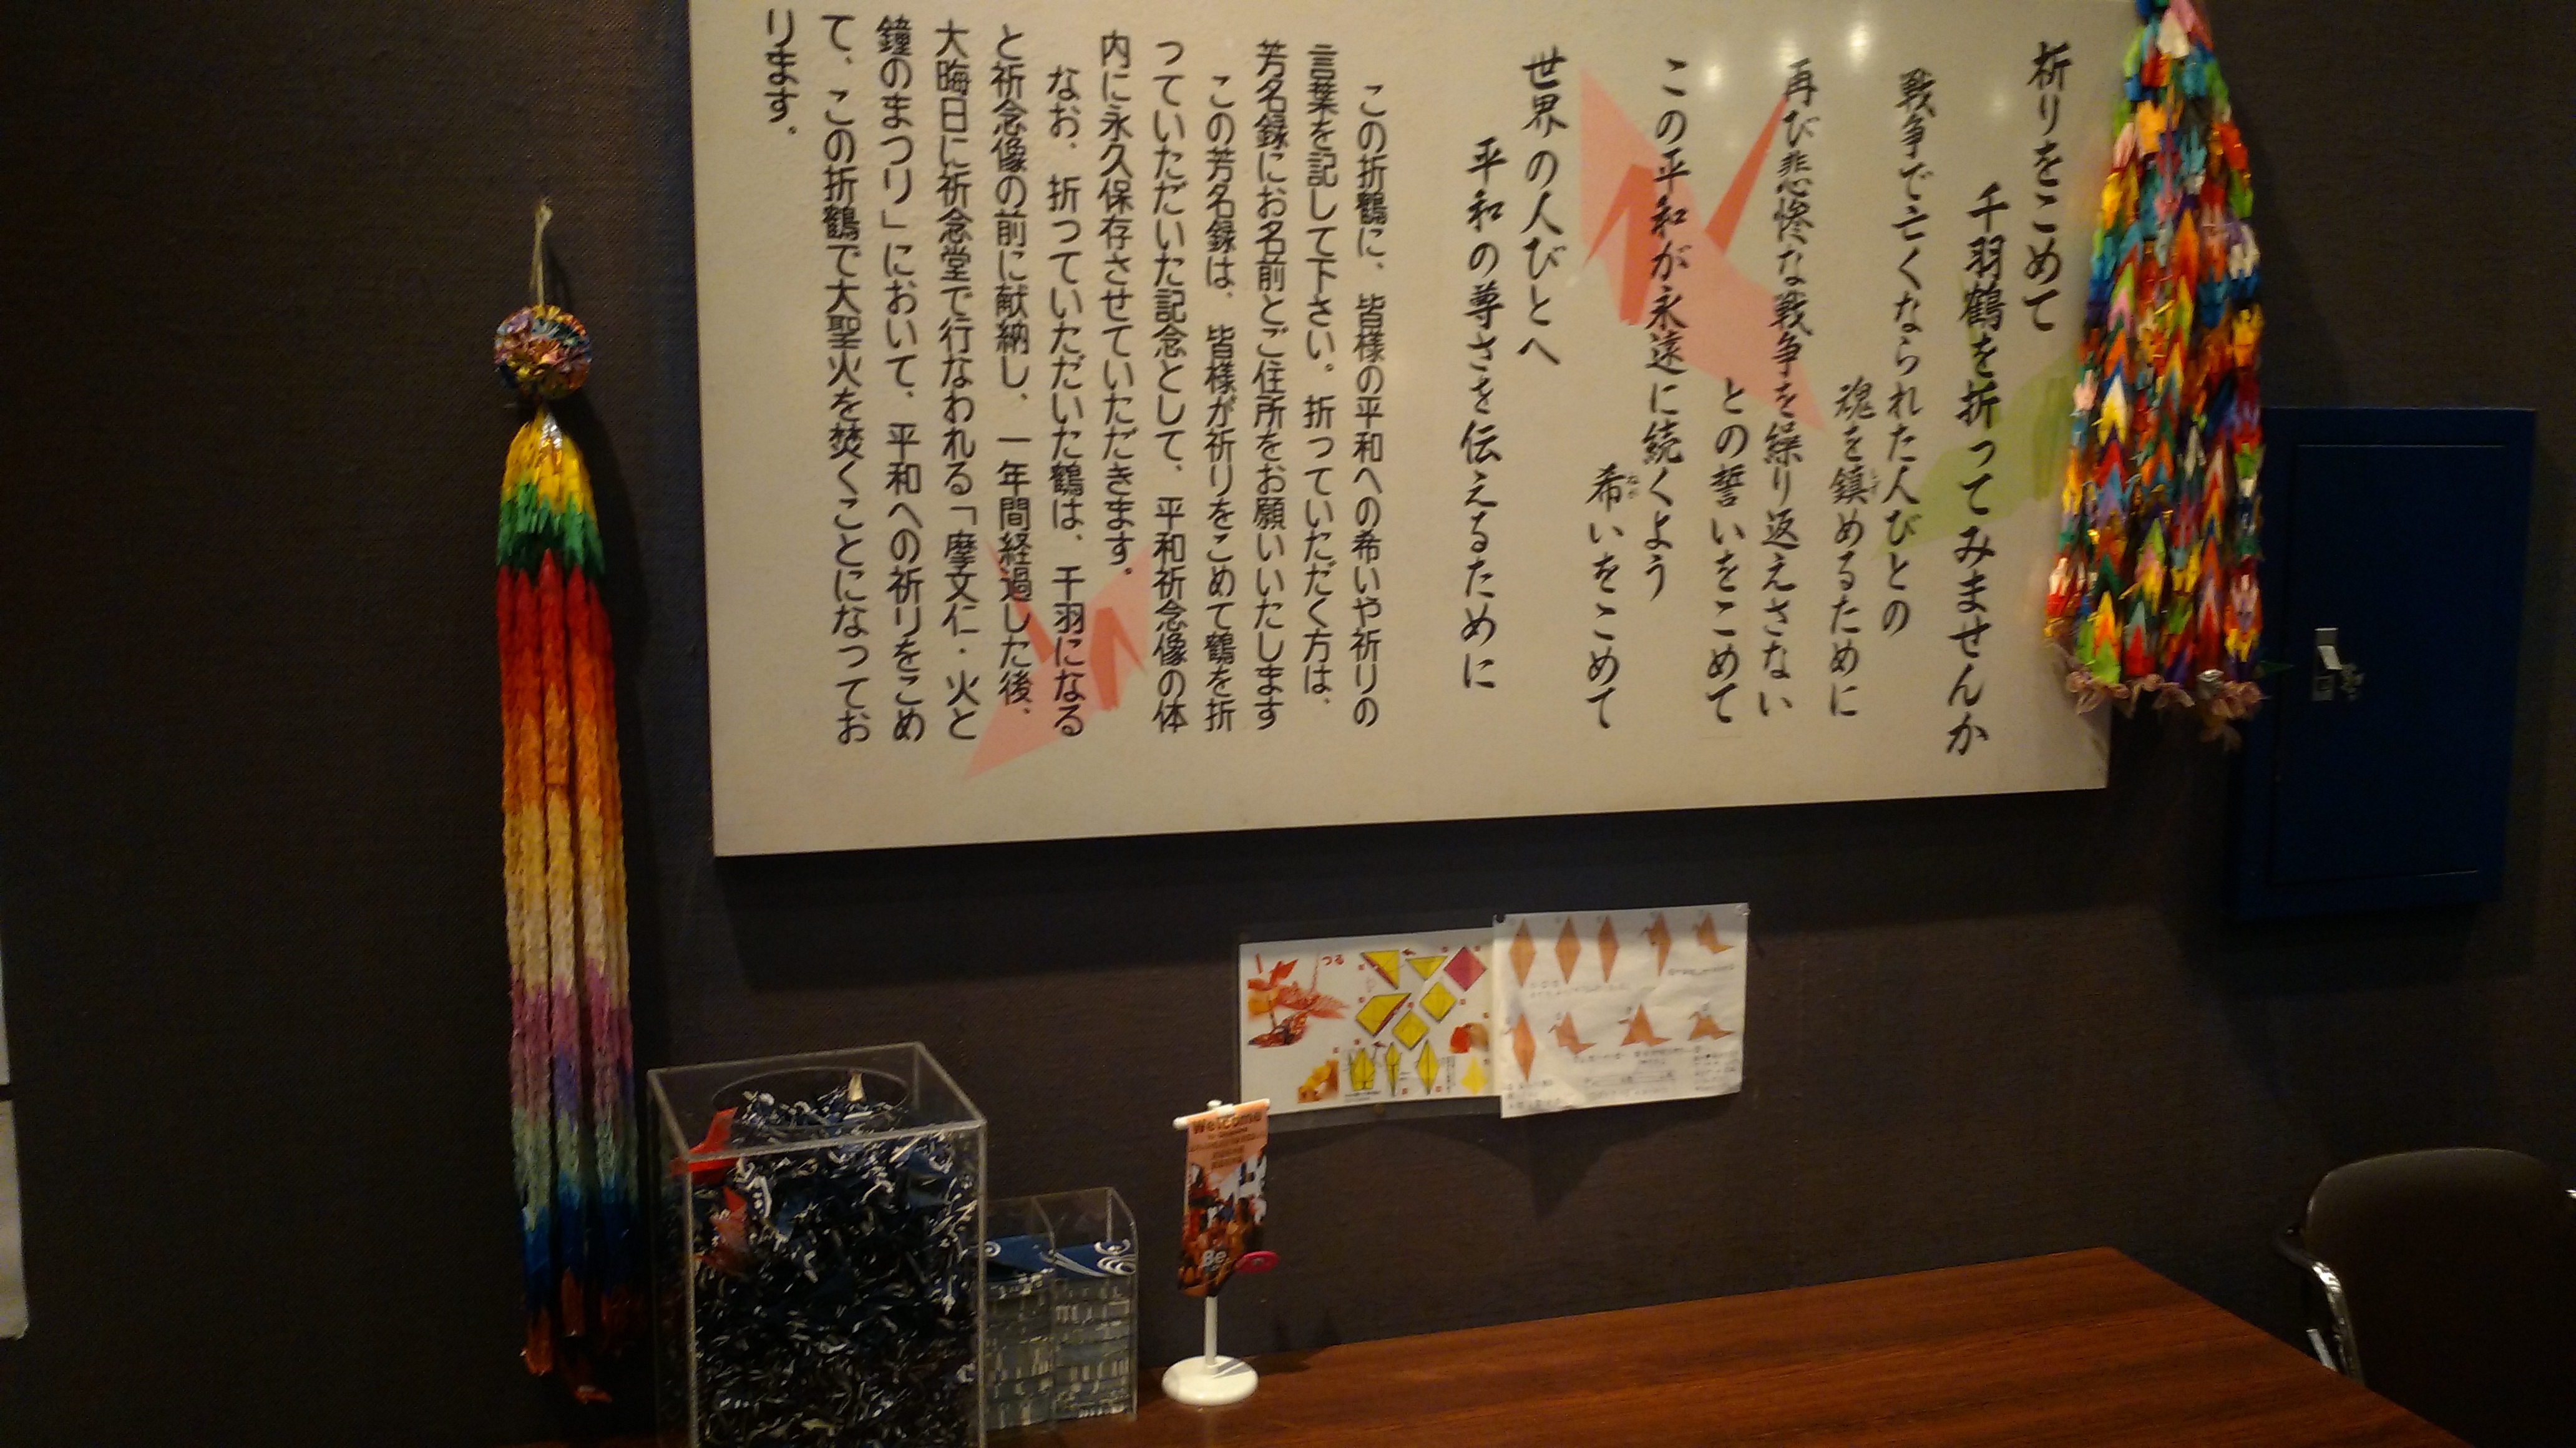 祈りをこめて
千羽鶴を折ってみませんか
戦争で亡くなられた人びとの
魂を鎮めるために
再び悲惨な戦争を繰り返えさない
との誓いをこめて
この平和が永遠に続くよう
希いをこめて
世界の人びとへ
平和の尊さを伝えるために
この折鶴に、皆様の平和への希いや祈りの
言葉を記して下さい。折っていただく方は、
芳名録にお名前とご住所をお願いいたします
この芳名録は、皆様が祈りをこめて鶴を折
っていただいた記念として、平和祈念像の体
内に永久保存させていただきます。
なお、折っていただいた鶴は、千羽になる
と祈念像の前に献納し、一年間経過した後、
大晦日に祈念堂で行なわれる「摩文仁・火と
鐘のまつり」において、平和への祈りをこめ
て、この折鶴で大聖火を焚くことになってお
ります。
つる
Welcome
Be